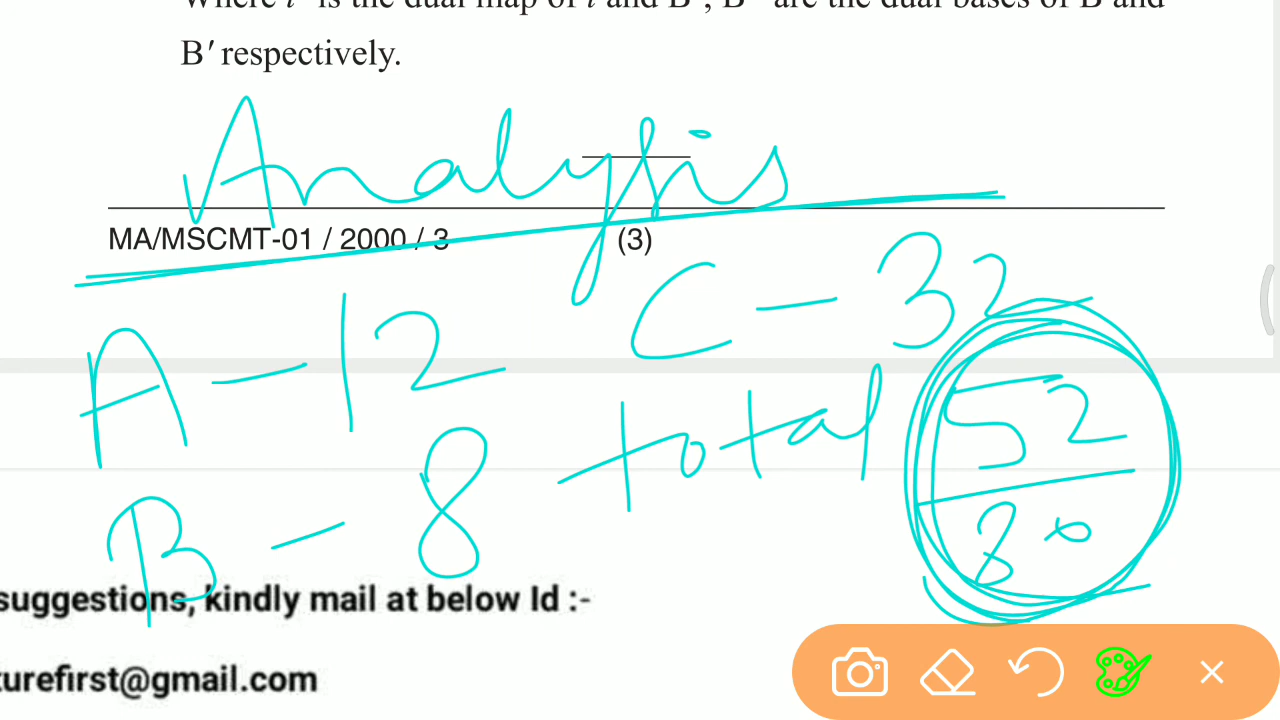 B′ respectively.
Analysis
MA/MSCMT-01 / 2000 / 3 (3)
C - 32
A - 12
total 52
80
B - 8
suggestions, kindly mail at below Id :-
turefirst@gmail.com